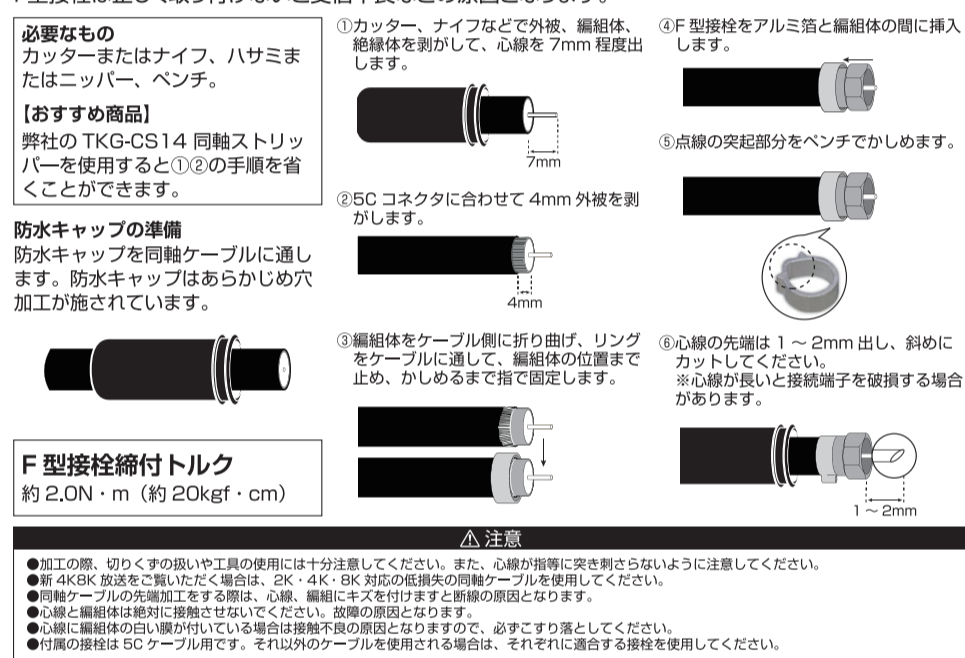 F型接栓は正しく取り付けないと受信不良などの原因となります。
必要なもの
カッターまたはナイフ、ハサミま
たはニッパー、ペンチ。
【おすすめ商品】
弊社の TKG-CS14 同軸ストリッ
パーを使用すると①②の手順を省
くことができます。
防水キャップの準備
防水キャップを同軸ケーブルに通し
ます。防水キャップはあらかじめ穴
加工が施されています。
F 型接栓締付トルク
約 2.0N・m（約 20kgf・cm）
①カッター、ナイフなどで外被、編組体、
絶縁体を剥がして、心線を 7mm 程度出
します。
7mm
②5C コネクタに合わせて 4mm 外被を剥
がします。
4mm
③編組体をケーブル側に折り曲げ、リング
をケーブルに通して、編組体の位置まで
止め、かしめるまで指で固定します。
④F 型接栓をアルミ箔と編組体の間に挿入
します。
⑤点線の突起部分をペンチでかしめます。
⑥心線の先端は 1 ～ 2mm 出し、斜めに
カットしてください。
※心線が長いと接続端子を破損する場合
があります。
1 ～ 2mm
⚠ 注意
●加工の際、切りくずの扱いや工具の使用には十分注意してください。また、心線が指等に突き刺さらないように注意してください。
●新 4K8K 放送をご覧いただく場合は、2K・4K・8K 対応の低損失の同軸ケーブルを使用してください。
●同軸ケーブルの先端加工をする際は、心線、編組にキズを付けますと断線の原因となります。
●心線と編組体は絶対に接触させないでください。故障の原因となります。
●心線に編組体の白い膜が付いている場合は接触不良の原因となりますので、必ずこすり落としてください。
●付属の接栓は 5C ケーブル用です。それ以外のケーブルを使用される場合は、それぞれに適合する接栓を使用してください。